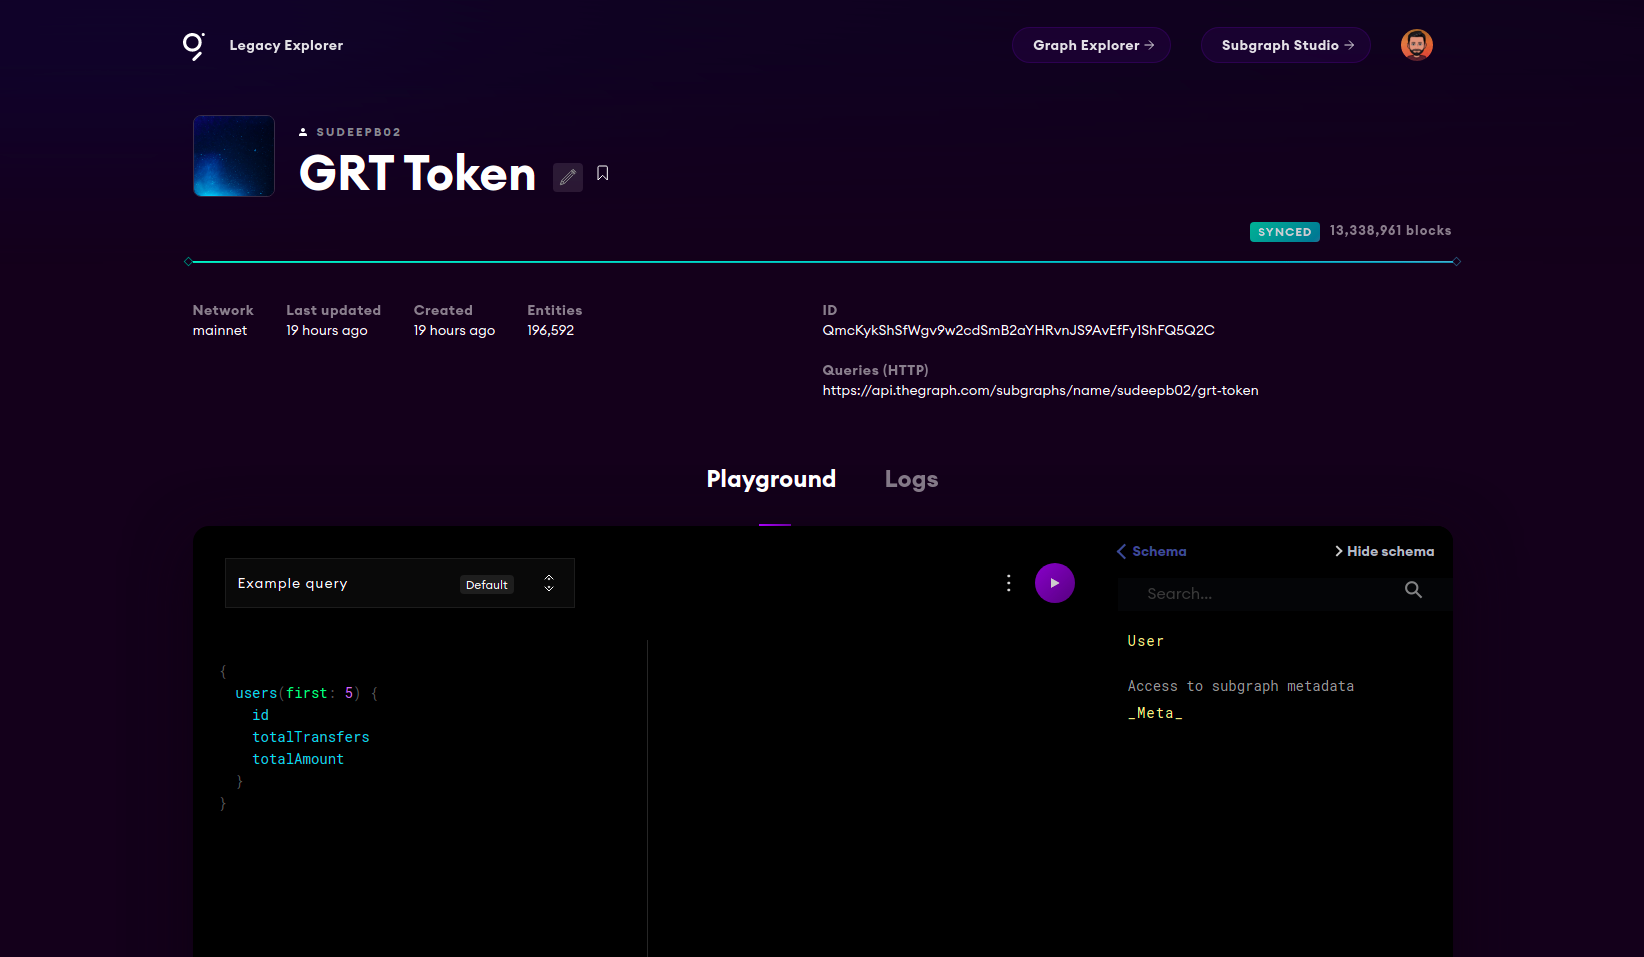 Legacy Explorer
Graph Explorer →
Subgraph Studio →
SUDEEPB02
GRT Token
SYNCED 13,338,961 blocks
Network Last updated Created Entities
mainnet 19 hours ago 19 hours ago 196,592
ID
QmcKykShSfWgv9w2cdSmB2aYHRvnJS9AvEfFy1ShFQ5Q2C
Queries (HTTP)
https://api.thegraph.com/subgraphs/name/sudeepb02/grt-token
Playground Logs
Example query Default
{
users(first: 5) {
id
totalTransfers
totalAmount
}
}
Schema Hide schema
Search...
User
Access to subgraph metadata
_Meta_